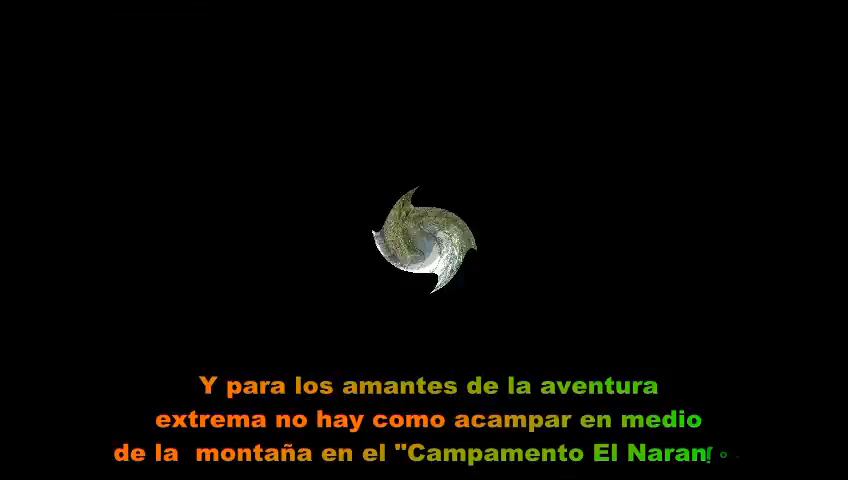 Y para los amantes de la aventura
extrema no hay como acampar en medio
de la  montaña en el "Campamento El Naran